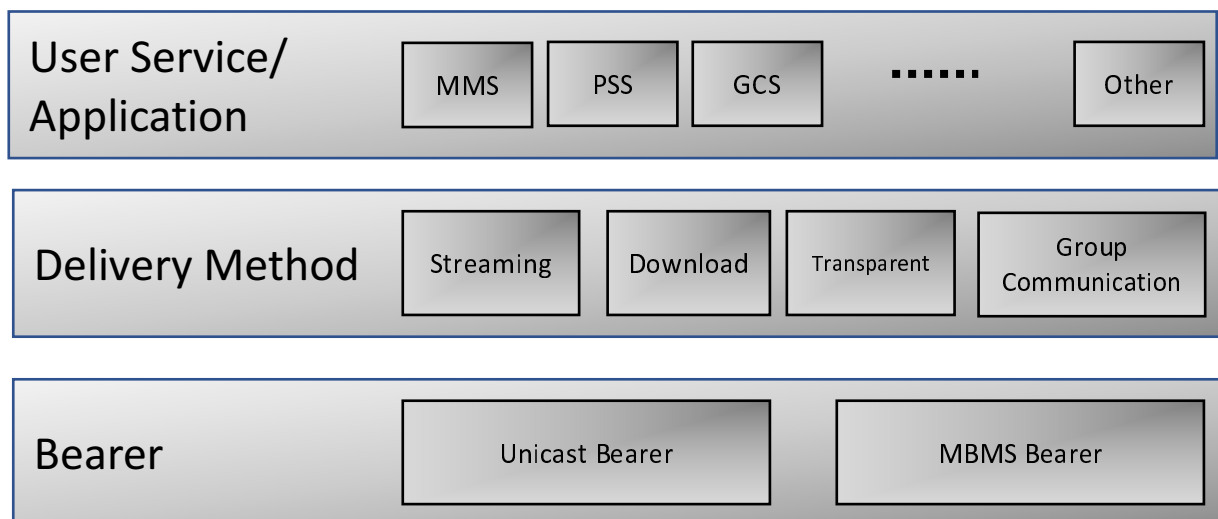 User Service/
Application
MMS
PSS
GCS
......
Other
Delivery Method
Streaming
Download
Transparent
Group
Communication
Bearer
Unicast Bearer
MBMS Bearer